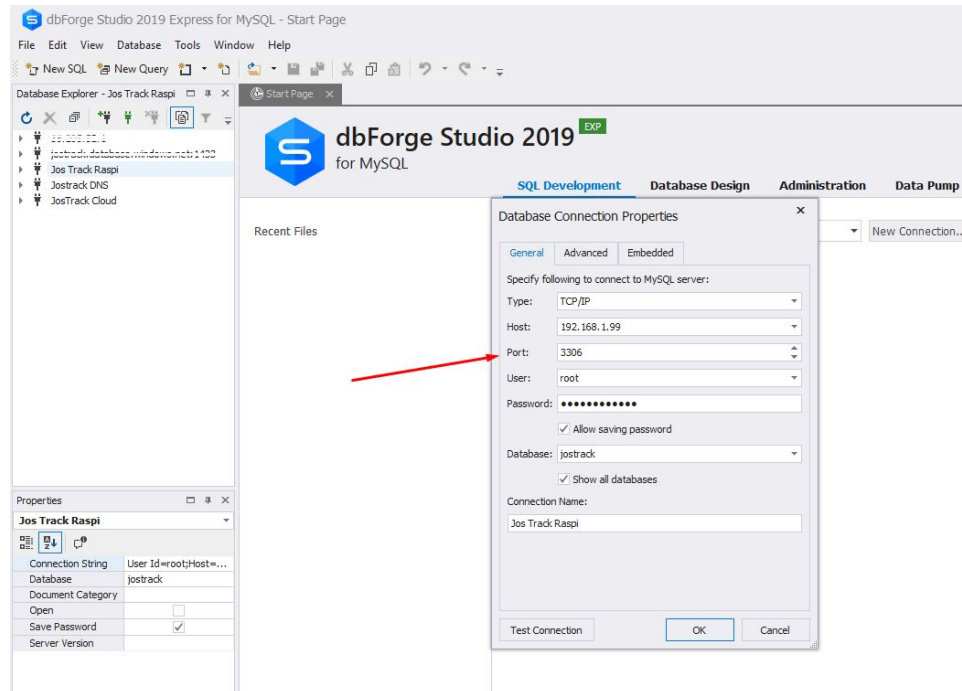 dbForge Studio 2019 Express for MySQL - Start Page
File Edit View Database Tools Window Help
New SQL New Query
Database Explorer - Jos Track Raspi
Start Page
Jos Track Raspi
Jostrack DNS
JosTrack Cloud
dbForge Studio 2019 EXP
for MySQL
SQL Development Database Design Administration Data Pump
Recent Files
New Connection..
Database Connection Properties
General Advanced Embedded
Specify following to connect to MySQL server:
Type: TCP/IP
Host: 192.168.1.99
Port: 3306
User: root
Password: ●●●●●●●●●●●●
Allow saving password
Database: jostrack
Show all databases
Connection Name:
Jos Track Raspi
Test Connection OK Cancel
Properties
Jos Track Raspi
Connection String User Id=root;Host=...
Database jostrack
Document Category
Open
Save Password
Server Version